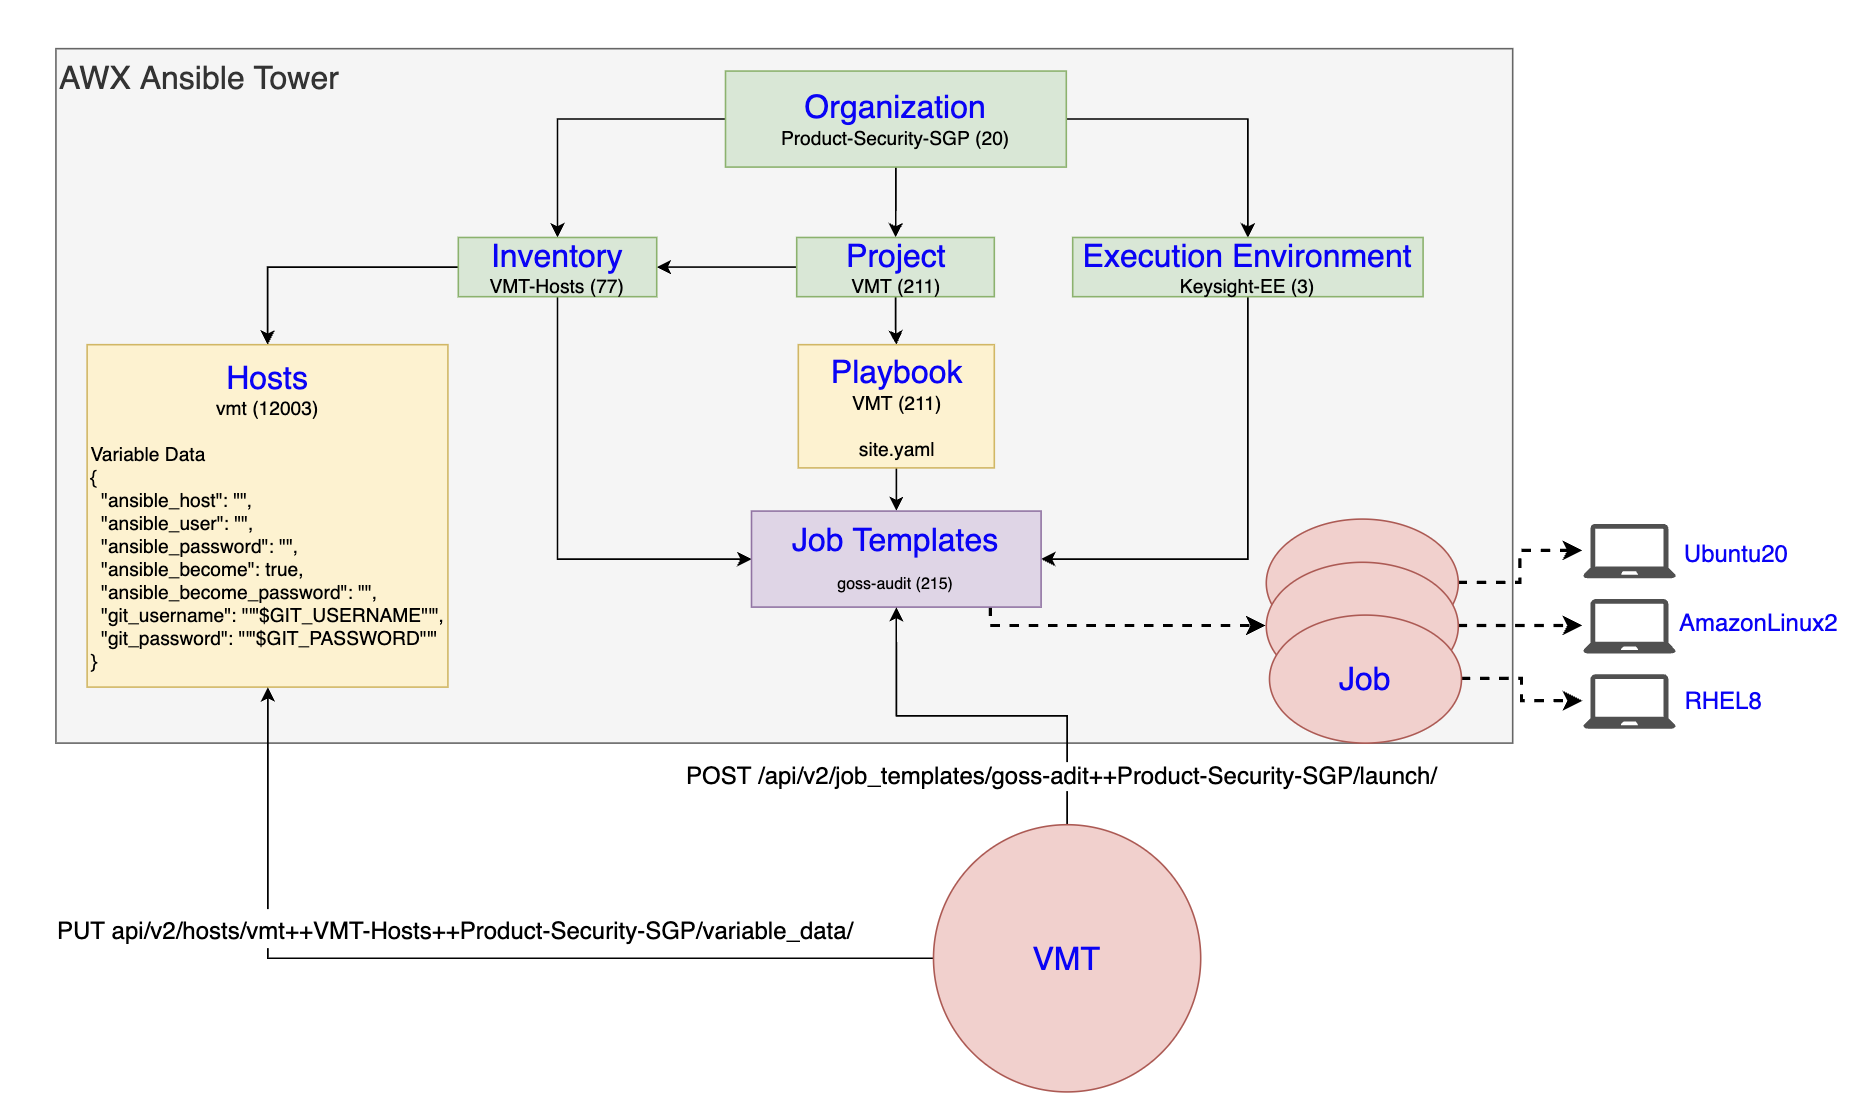 AWX Ansible Tower
Organization
Product-Security-SGP (20)
Inventory
VMT-Hosts (77)
Project
VMT (211)
Execution Environment
Keysight-EE (3)
Hosts
vmt (12003)
Variable Data
{
"ansible_host": "",
"ansible_user": "",
"ansible_password": "",
"ansible_become": true,
"ansible_become_password": "",
"git_username": ""'$GIT_USERNAME'"",
"git_password": ""'$GIT_PASSWORD'""
}
Playbook
VMT (211)
site.yaml
Job Templates
goss-audit (215)
Job
Ubuntu20
AmazonLinux2
RHEL8
POST /api/v2/job_templates/goss-adit++Product-Security-SGP/launch/
PUT api/v2/hosts/vmt++VMT-Hosts++Product-Security-SGP/variable_data/
VMT